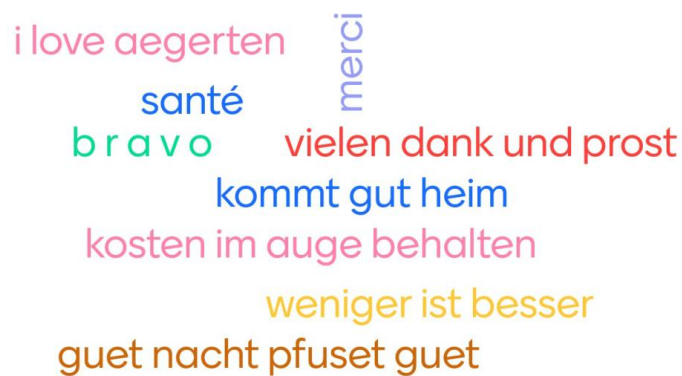 i love aegerten
merci
santé
b r a v o
vielen dank und prost
kommt gut heim
kosten im auge behalten
weniger ist besser
guet nacht pfuset guet